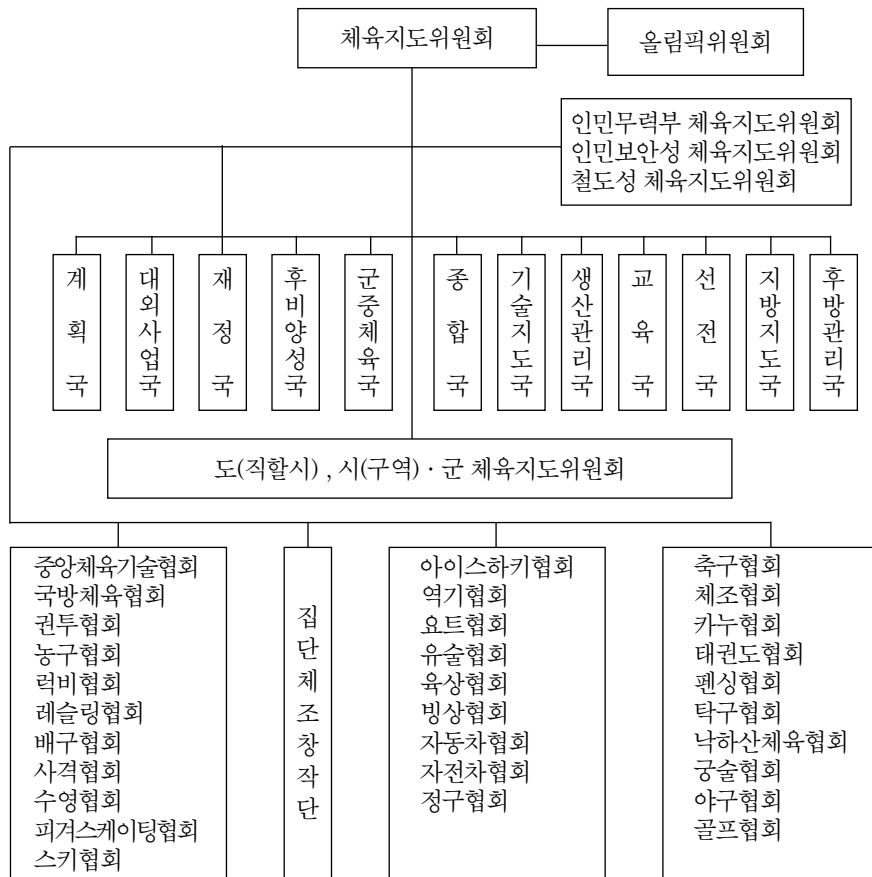 체육지도위원회
올림픽위원회
인민무력부 체육지도위원회
인민보안성 체육지도위원회
철도성 체육지도위원회
계획국
대외사업국
재정국
후비양성국
군중체육국
종합국
기술지도국
생산관리국
교육국
선전국
지방지도국
후방관리국
도(직할시) , 시(구역) · 군 체육지도위원회
중앙체육기술협회
국방체육협회
권투협회
농구협회
럭비협회
레슬링협회
배구협회
사격협회
수영협회
피겨스케이팅협회
스키협회
집단체조창작단
아이스하키협회
역기협회
요트협회
유술협회
육상협회
빙상협회
자동차협회
자전차협회
정구협회
축구협회
체조협회
카누협회
태권도협회
펜싱협회
탁구협회
낙하산체육협회
궁술협회
야구협회
골프협회